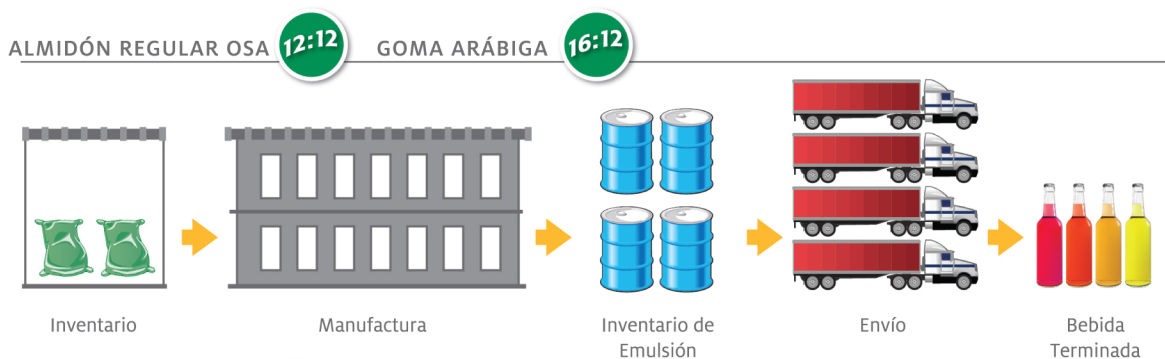 ALMIDÓN REGULAR OSA 12:12 GOMA ARÁBIGA 16:12
Inventario
Manufactura
Inventario de
Emulsión
Envío
Bebida
Terminada